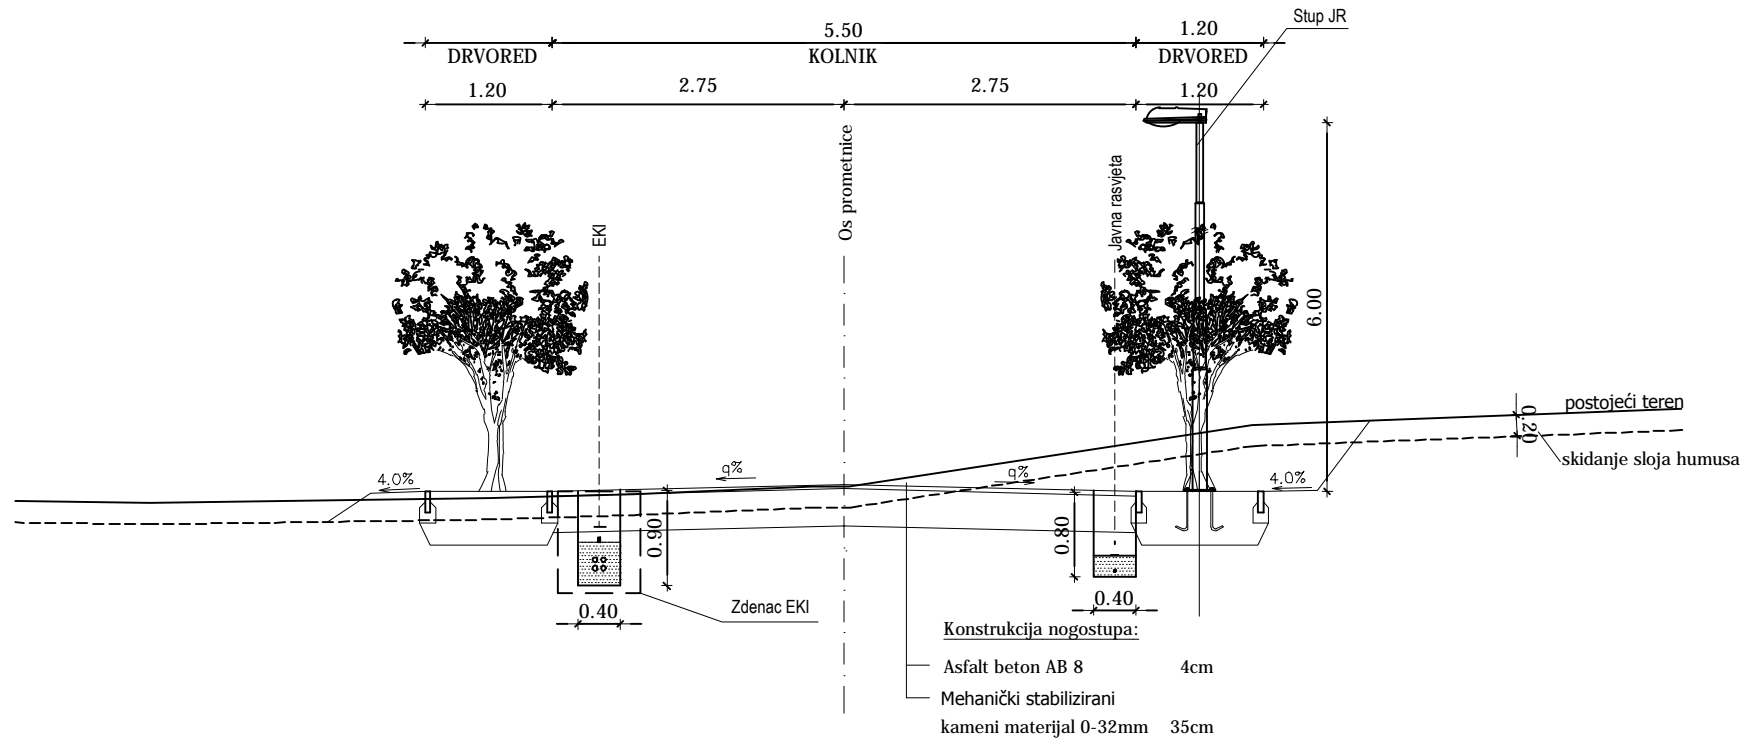 Stup JR
5.50
1.20
DRVORED
KOLNIK
DRVORED
1.20
2.75
2.75
1.20
Os prometnice
EKI
Javna rasvjeta
6.00
postojeći teren
0.20
skidanje sloja humusa
4.0%
q%
q%
4.0%
0.90
0.80
0.40
Zdenac EKI
0.40
Konstrukcija nogostupa:
Asfalt beton AB 8 4cm
Mehanički stabilizirani
kameni materijal 0-32mm 35cm